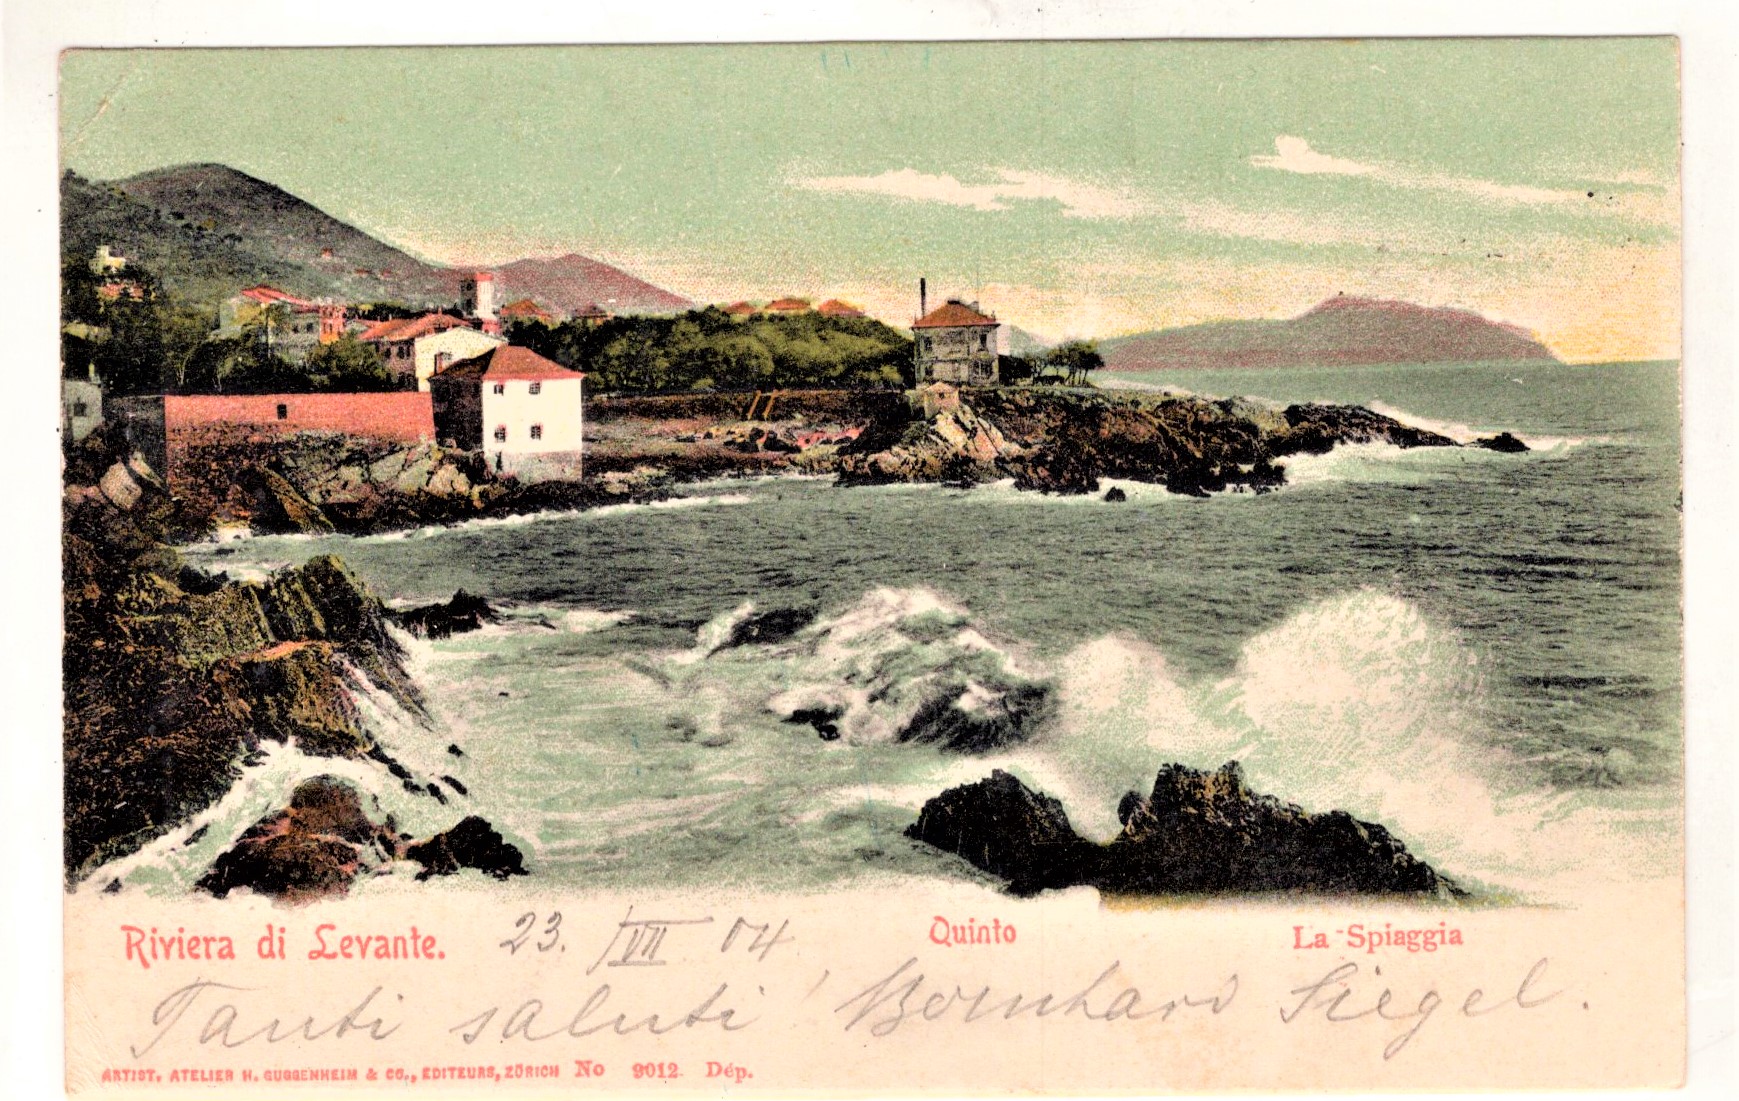 Riviera di Levante. 23. /VII 04 Quinto La Spiaggia
Tanti saluti Bernhard Siegel.
ARTIST. ATELIER H. GUGGENHEIM & CO., EDITEURS, ZÜRICH No 9012 Dép.